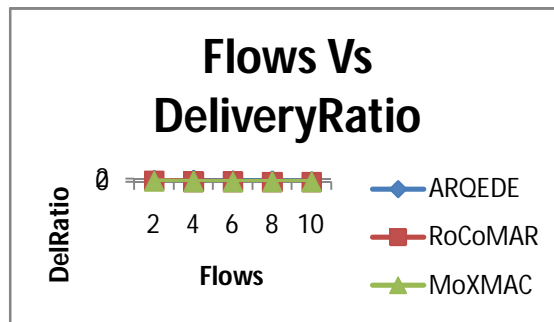 Flows Vs
DeliveryRatio
DelRatio
2 4 6 8 10
Flows
ARQEDE
RoCoMAR
MoXMAC